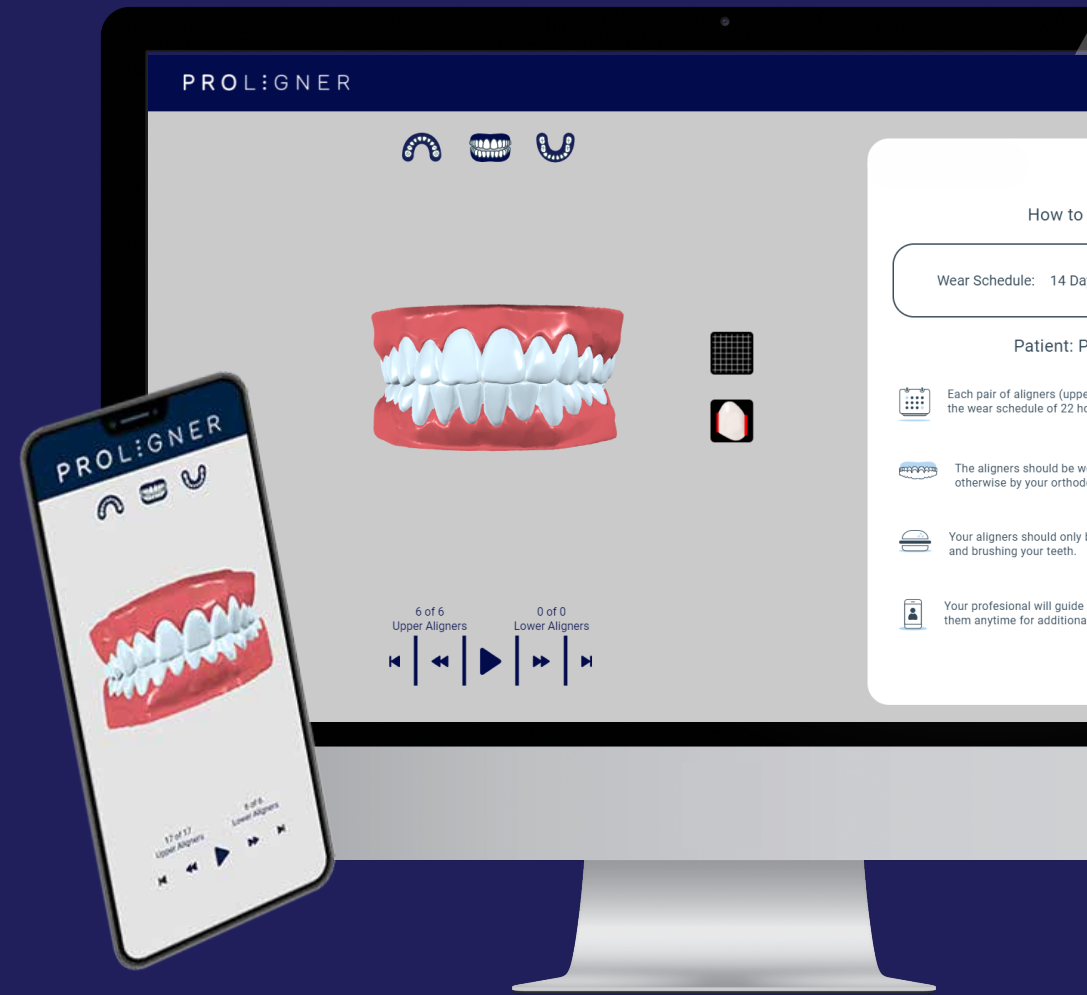 PROL⁝GNER
How to
Wear Schedule: 14 Da
Patient: P
Each pair of aligners (uppe
the wear schedule of 22 ho
The aligners should be w
otherwise by your orthod
Your aligners should only b
and brushing your teeth.
Your profesional will guide
them anytime for additiona
6 of 6
Upper Aligners
0 of 0
Lower Aligners
PROL⁝GNER
17 of 17
Upper Aligners
6 of 6
Lower Aligners